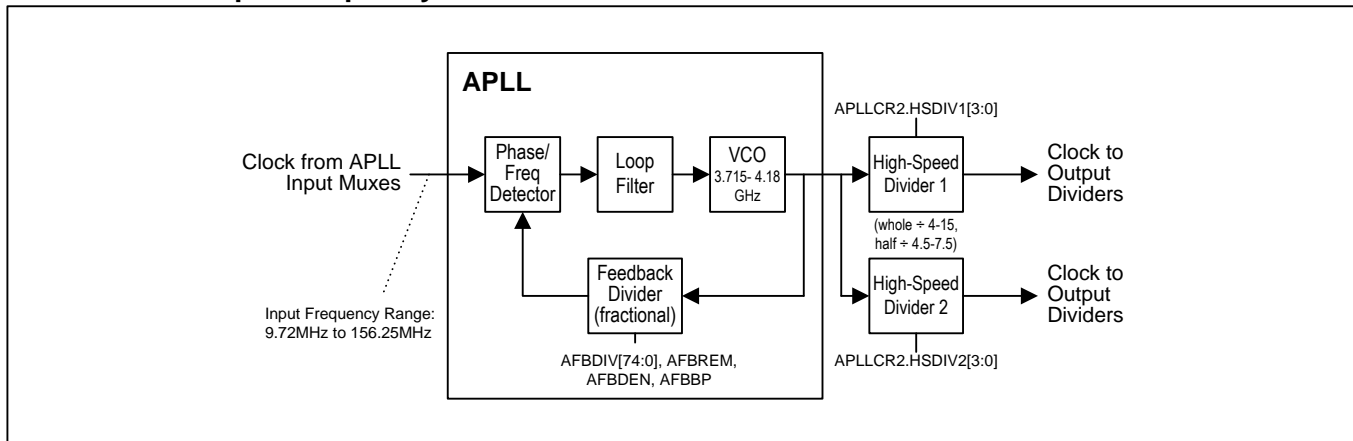 APLL
APLLCR2.HSDIV1[3:0]
Clock from APLL
Input Muxes
Phase/
Freq
Detector
Loop
Filter
VCO
3.715- 4.18
GHz
High-Speed
Divider 1
Clock to
Output
Dividers
(whole ÷ 4-15,
half ÷ 4.5-7.5)
Feedback
Divider
(fractional)
High-Speed
Divider 2
Clock to
Output
Dividers
Input Frequency Range:
9.72MHz to 156.25MHz
AFBDIV[74:0], AFBREM,
AFBDEN, AFBBP
APLLCR2.HSDIV2[3:0]